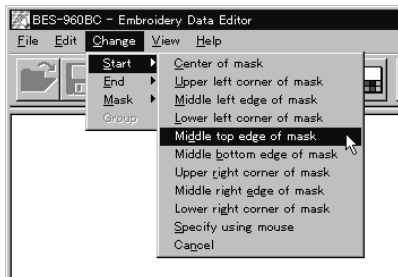 BES-960BC - Embroidery Data Editor
File Edit Change View Help
Start
End
Mask
Group
Center of mask
Upper left corner of mask
Middle left edge of mask
Lower left corner of mask
Middle top edge of mask
Middle bottom edge of mask
Upper right corner of mask
Middle right edge of mask
Lower right corner of mask
Specify using mouse
Cancel